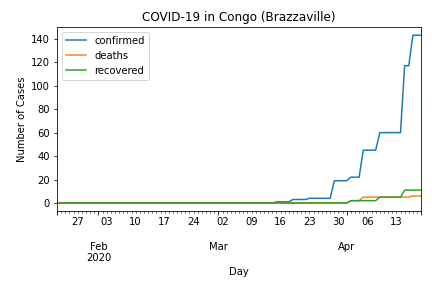 COVID-19 in Congo (Brazzaville)
confirmed
deaths
recovered
Number of Cases
140
120
100
80
60
40
20
0
27 03 10 17 24 02 09 16 23 30 06 13
Feb Mar Apr
2020
Day